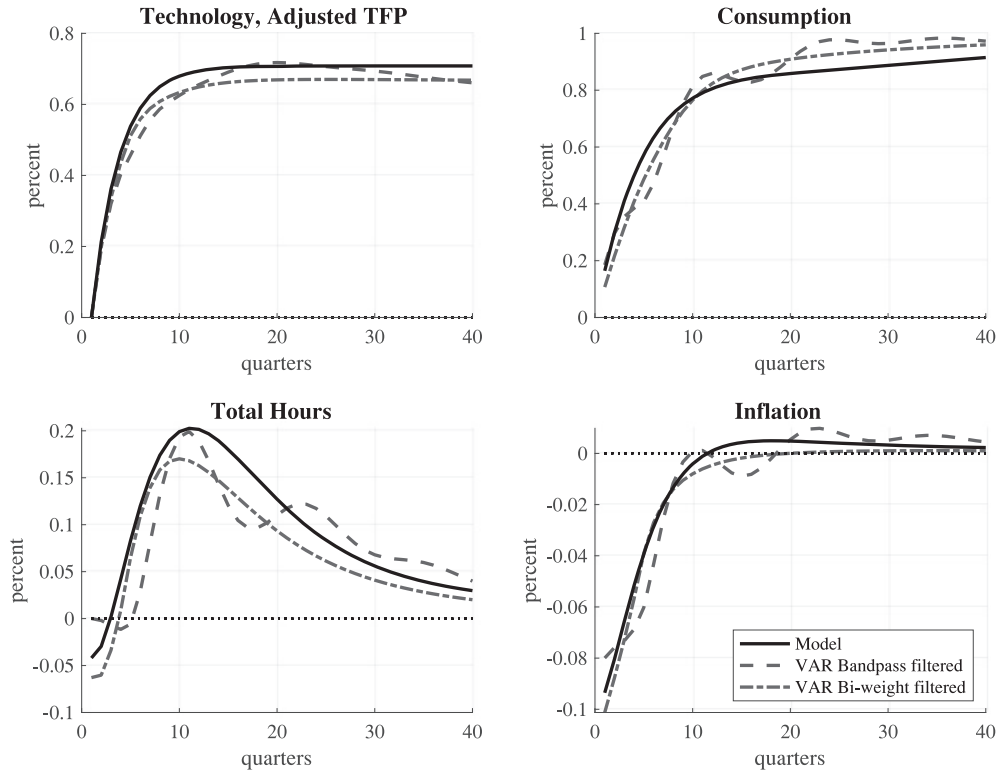 Technology, Adjusted TFP
0.8
0.6
0.4
0.2
0
percent
0 10 20 30 40
quarters
Consumption
1
0.8
0.6
0.4
0.2
0
percent
0 10 20 30 40
quarters
Total Hours
0.2
0.15
0.1
0.05
0
-0.05
-0.1
percent
0 10 20 30 40
quarters
Inflation
0
-0.02
-0.04
-0.06
-0.08
-0.1
percent
0 10 20 30 40
quarters
Model
VAR Bandpass filtered
VAR Bi-weight filtered